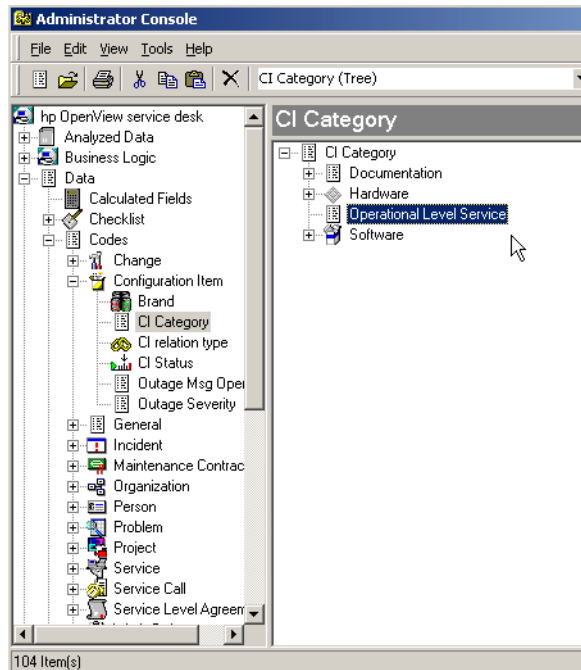 Administrator Console
File Edit View Tools Help
CI Category (Tree)
hp OpenView service desk
Analyzed Data
Business Logic
Data
Calculated Fields
Checklist
Codes
Change
Configuration Item
Brand
CI Category
CI relation type
CI Status
Outage Msg Oper
Outage Severity
General
Incident
Maintenance Contrac
Organization
Person
Problem
Project
Service
Service Call
Service Level Agreem
CI Category
CI Category
Documentation
Hardware
Operational Level Service
Software
104 Item(s)